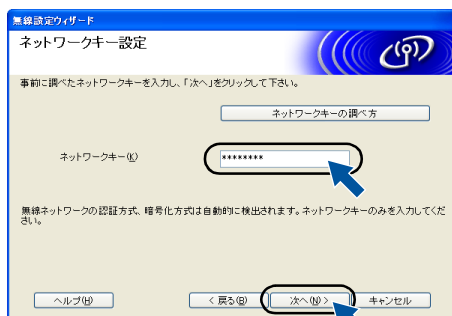 無線設定ウィザード
ネットワークキー設定
事前に調べたネットワークキーを入力し、「次へ」をクリックして下さい。
ネットワークキーの調べ方
ネットワークキー(K)
********
無線ネットワークの認証方式、暗号化方式は自動的に検出されます。ネットワークキーのみを入力してくだ
さい。
ヘルプ(H)
< 戻る(B)
次へ(N) >
キャンセル